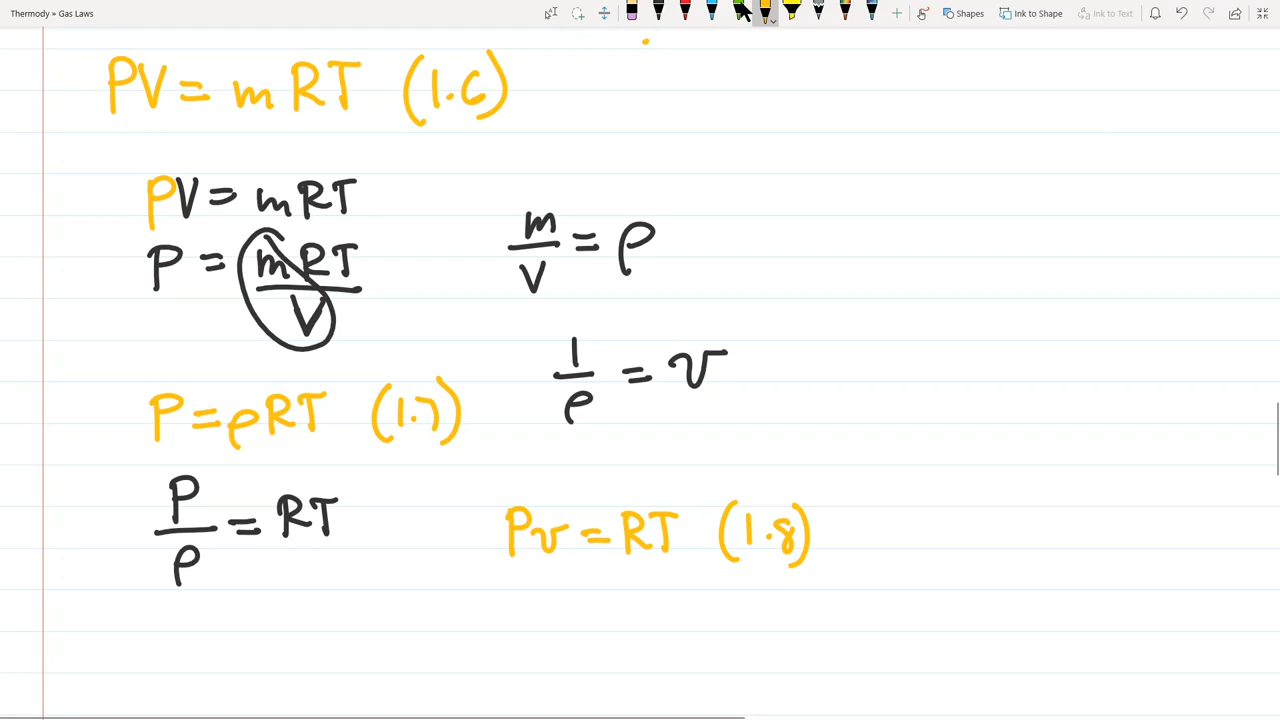 Thermody » Gas Laws
Shapes
Ink to Shape
Ink to Text
PV = mRT (1.6)
PV = mRT
P = mRT / V
m / V = ρ
1 / ρ = v
P = ρRT (1.7)
P / ρ = RT
Pv = RT (1.8)